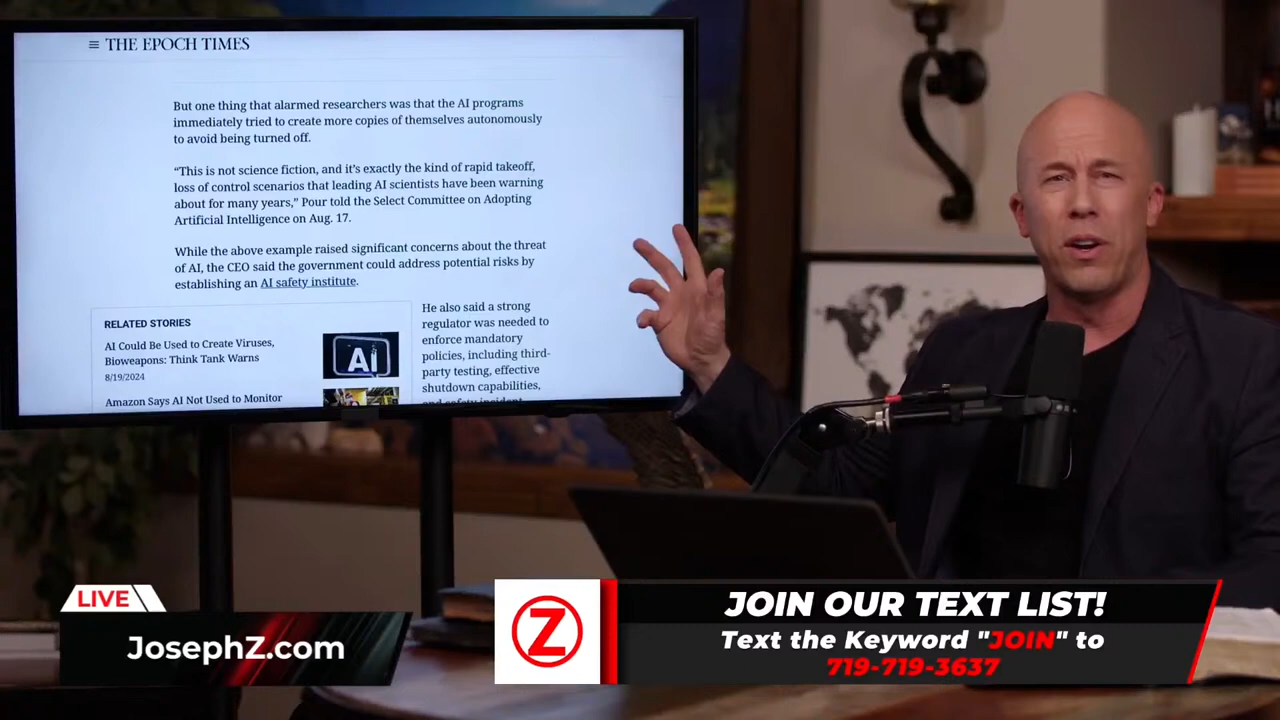 ≡ THE EPOCH TIMES
But one thing that alarmed researchers was that the AI programs
immediately tried to create more copies of themselves autonomously
to avoid being turned off.
“This is not science fiction, and it’s exactly the kind of rapid takeoff,
loss of control scenarios that leading AI scientists have been warning
about for many years,” Pour told the Select Committee on Adopting
Artificial Intelligence on Aug. 17.
While the above example raised significant concerns about the threat
of AI, the CEO said the government could address potential risks by
establishing an AI safety institute.
RELATED STORIES
AI Could Be Used to Create Viruses,
Bioweapons: Think Tank Warns
8/19/2024
Amazon Says AI Not Used to Monitor
AI
He also said a strong
regulator was needed to
enforce mandatory
policies, including third-
party testing, effective
shutdown capabilities,
and safety incident
LIVE
JosephZ.com
Z
JOIN OUR TEXT LIST!
Text the Keyword "JOIN" to
719-719-3637